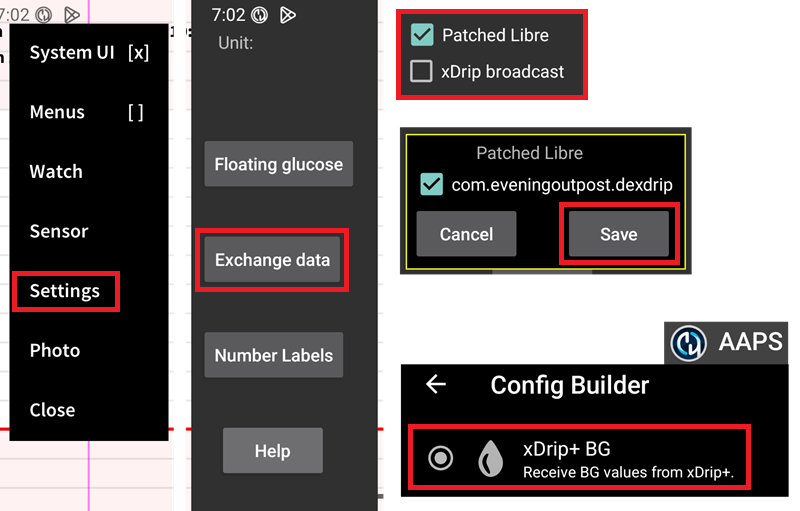 7:02
System UI [x]
Menus [ ]
Watch
Sensor
Settings
Photo
Close
7:02
Unit:
Floating glucose
Exchange data
Number Labels
Help
Patched Libre
xDrip broadcast
Patched Libre
com.eveningoutpost.dexdrip
Cancel
Save
AAPS
Config Builder
xDrip+ BG
Receive BG values from xDrip+.